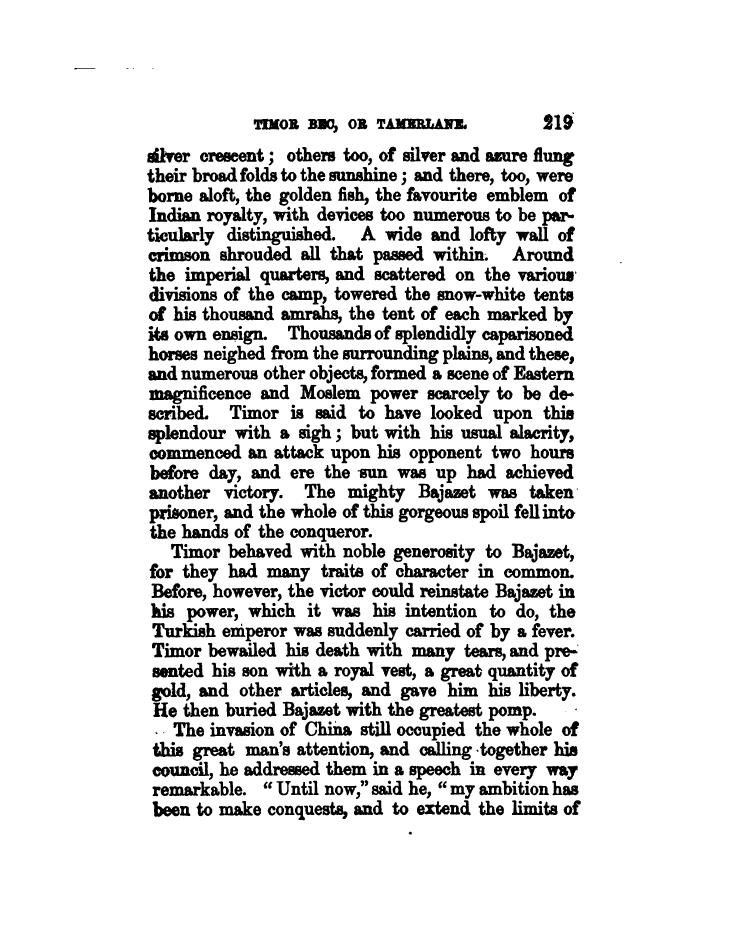 TIMOR BEC, OR TAMERLANE. 219
silver crescent; others too, of silver and azure flung
their broad folds to the sunshine; and there, too, were
borne aloft, the golden fish, the favourite emblem of
Indian royalty, with devices too numerous to be par-
ticularly distinguished. A wide and lofty wall of
crimson shrouded all that passed within. Around
the imperial quarters, and scattered on the various
divisions of the camp, towered the snow-white tents
of his thousand amrahs, the tent of each marked by
its own ensign. Thousands of splendidly caparisoned
horses neighed from the surrounding plains, and these,
and numerous other objects, formed a scene of Eastern
magnificence and Moslem power scarcely to be de-
scribed. Timor is said to have looked upon this
splendour with a sigh; but with his usual alacrity,
commenced an attack upon his opponent two hours
before day, and ere the sun was up had achieved
another victory. The mighty Bajazet was taken
prisoner, and the whole of this gorgeous spoil fell into
the hands of the conqueror.
Timor behaved with noble generosity to Bajazet,
for they had many traits of character in common.
Before, however, the victor could reinstate Bajazet in
his power, which it was his intention to do, the
Turkish emperor was suddenly carried of by a fever.
Timor bewailed his death with many tears, and pre-
sented his son with a royal vest, a great quantity of
gold, and other articles, and gave him his liberty.
He then buried Bajazet with the greatest pomp.
The invasion of China still occupied the whole of
this great man's attention, and calling together his
council, he addressed them in a speech in every way
remarkable. "Until now," said he, "my ambition has
been to make conquests, and to extend the limits of